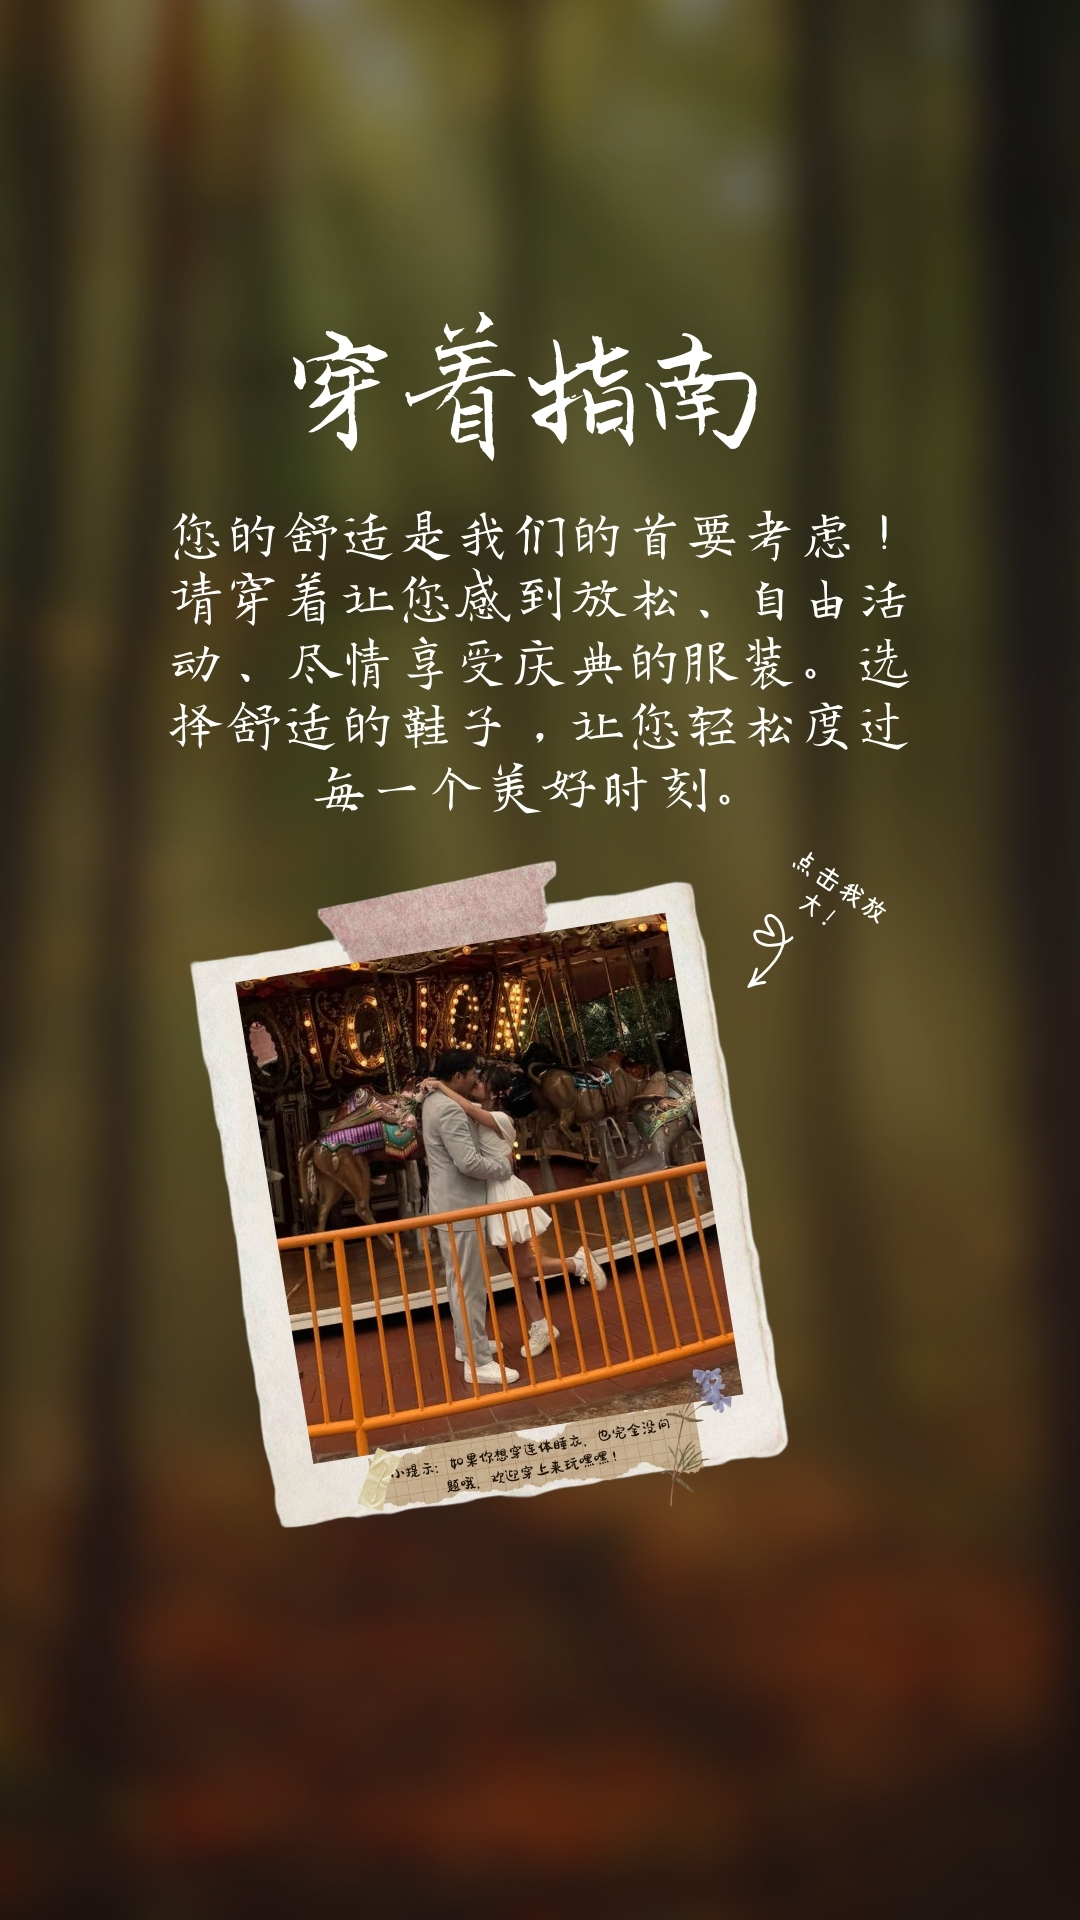 穿着指南
您的舒适是我们的首要考虑！
请穿着让您感到放松、自由活
动、尽情享受庆典的服装。选
择舒适的鞋子，让您轻松度过
每一个美好时刻。
点击我放
大！
小提示：如果你想穿连体睡衣，也完全没问
题哦，欢迎穿上来玩嘿嘿！